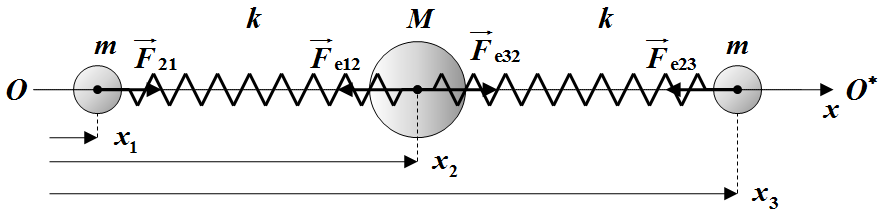 k M k
m F₂₁ Fₑ₁₂ Fₑ₃₂ Fₑ₂₃ m
O O*
x
x₁
x₂
x₃